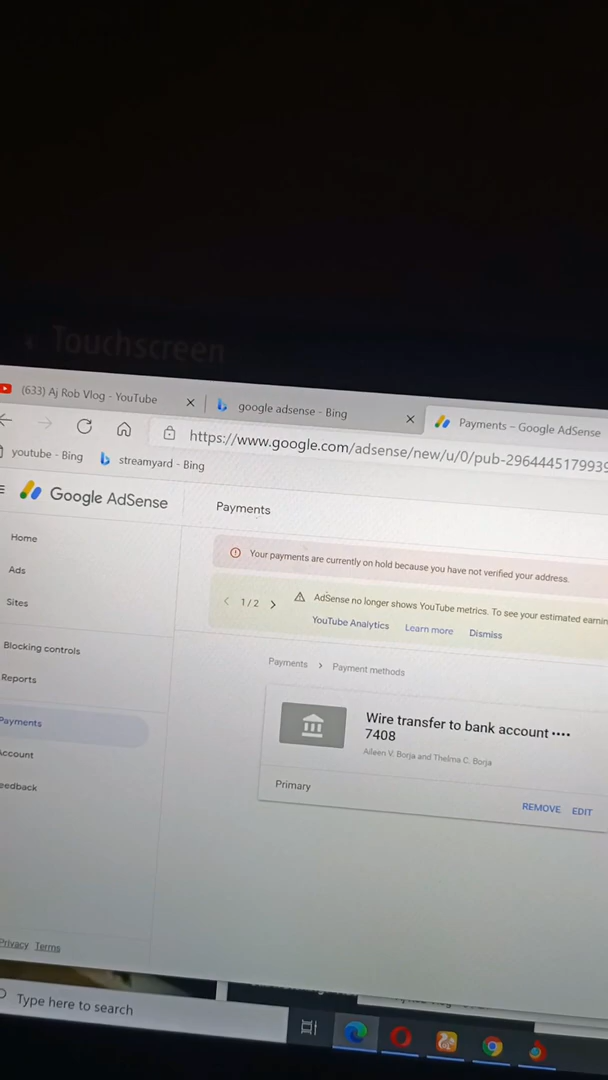 Touchscreen
(633) Aj Rob Vlog - YouTube
google adsense - Bing
Payments – Google AdSense
https://www.google.com/adsense/new/u/0/pub-2964445179939
youtube - Bing
streamyard - Bing
Google AdSense
Payments
Home
Ads
Sites
Blocking controls
Reports
Payments
Account
eedback
Privacy Terms
Your payments are currently on hold because you have not verified your address.
1 / 2
AdSense no longer shows YouTube metrics. To see your estimated earnin
YouTube Analytics Learn more Dismiss
Payments > Payment methods
Wire transfer to bank account ••••
7408
Aileen V. Borja and Thelma C. Borja
Primary
REMOVE EDIT
Type here to search